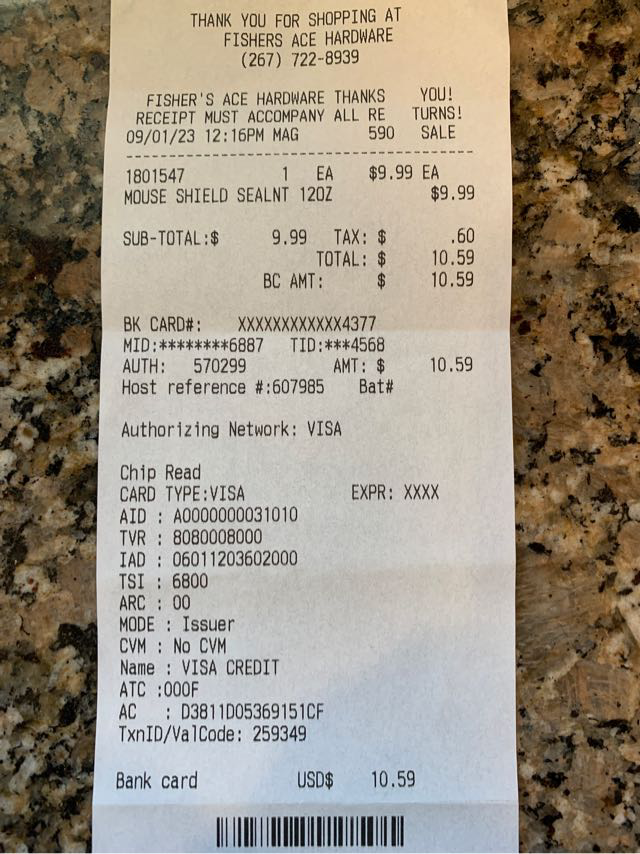 THANK YOU FOR SHOPPING AT
FISHERS ACE HARDWARE
(267) 722-8939
FISHER'S ACE HARDWARE THANKS YOU!
RECEIPT MUST ACCOMPANY ALL RE TURNS!
09/01/23 12:16PM MAG 590 SALE
----------------------------------------
1801547 1 EA $9.99 EA
MOUSE SHIELD SEALNT 12OZ $9.99
SUB-TOTAL:$ 9.99 TAX: $ .60
TOTAL: $ 10.59
BC AMT: $ 10.59
BK CARD#: XXXXXXXXXXXX4377
MID:********6887 TID:***4568
AUTH: 570299 AMT: $ 10.59
Host reference #:607985 Bat#
Authorizing Network: VISA
Chip Read
CARD TYPE:VISA EXPR: XXXX
AID : A0000000031010
TVR : 8080008000
IAD : 06011203602000
TSI : 6800
ARC : 00
MODE : Issuer
CVM : No CVM
Name : VISA CREDIT
ATC :000F
AC : D3811D05369151CF
TxnID/ValCode: 259349
Bank card USD$ 10.59